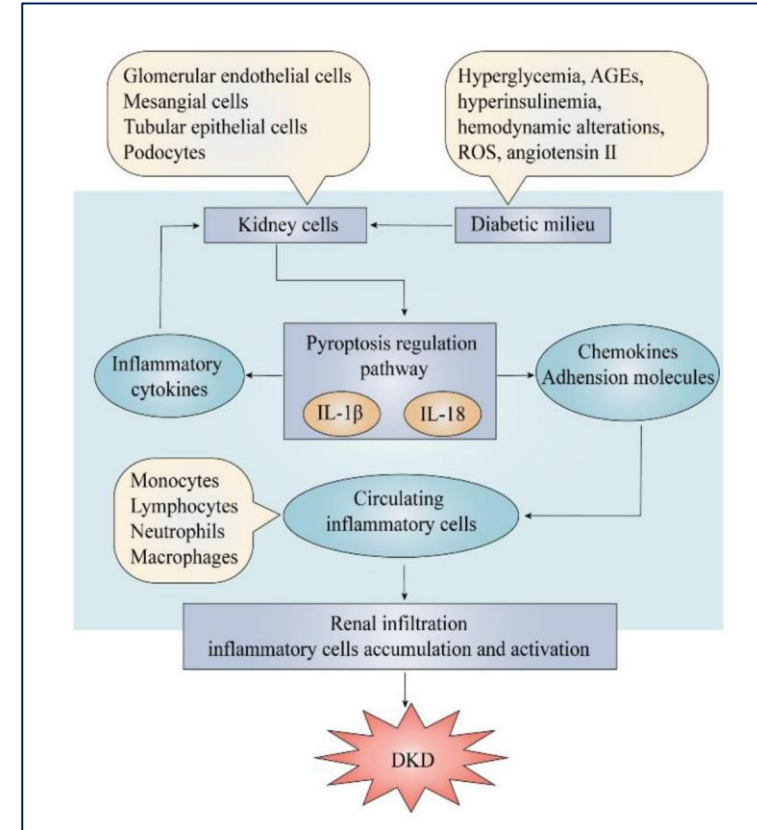 Glomerular endothelial cells
Mesangial cells
Tubular epithelial cells
Podocytes
Hyperglycemia, AGEs,
hyperinsulinemia,
hemodynamic alterations,
ROS, angiotensin II
Kidney cells
Diabetic milieu
Inflammatory
cytokines
Pyroptosis regulation
pathway
IL-1β
IL-18
Chemokines
Adhension molecules
Monocytes
Lymphocytes
Neutrophils
Macrophages
Circulating
inflammatory cells
Renal infiltration
inflammatory cells accumulation and activation
DKD